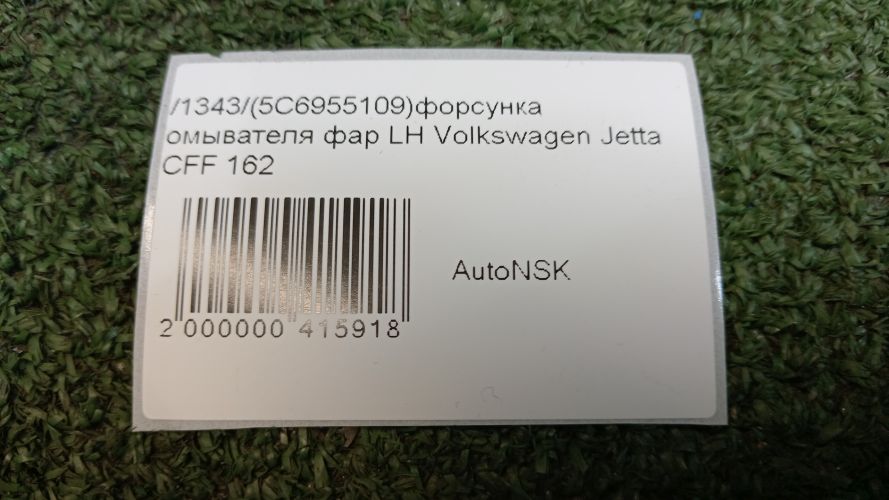 /1343/(5C6955109)форсунка
омывателя фар LH Volkswagen Jetta
CFF 162
AutoNSK
2 000000 415918